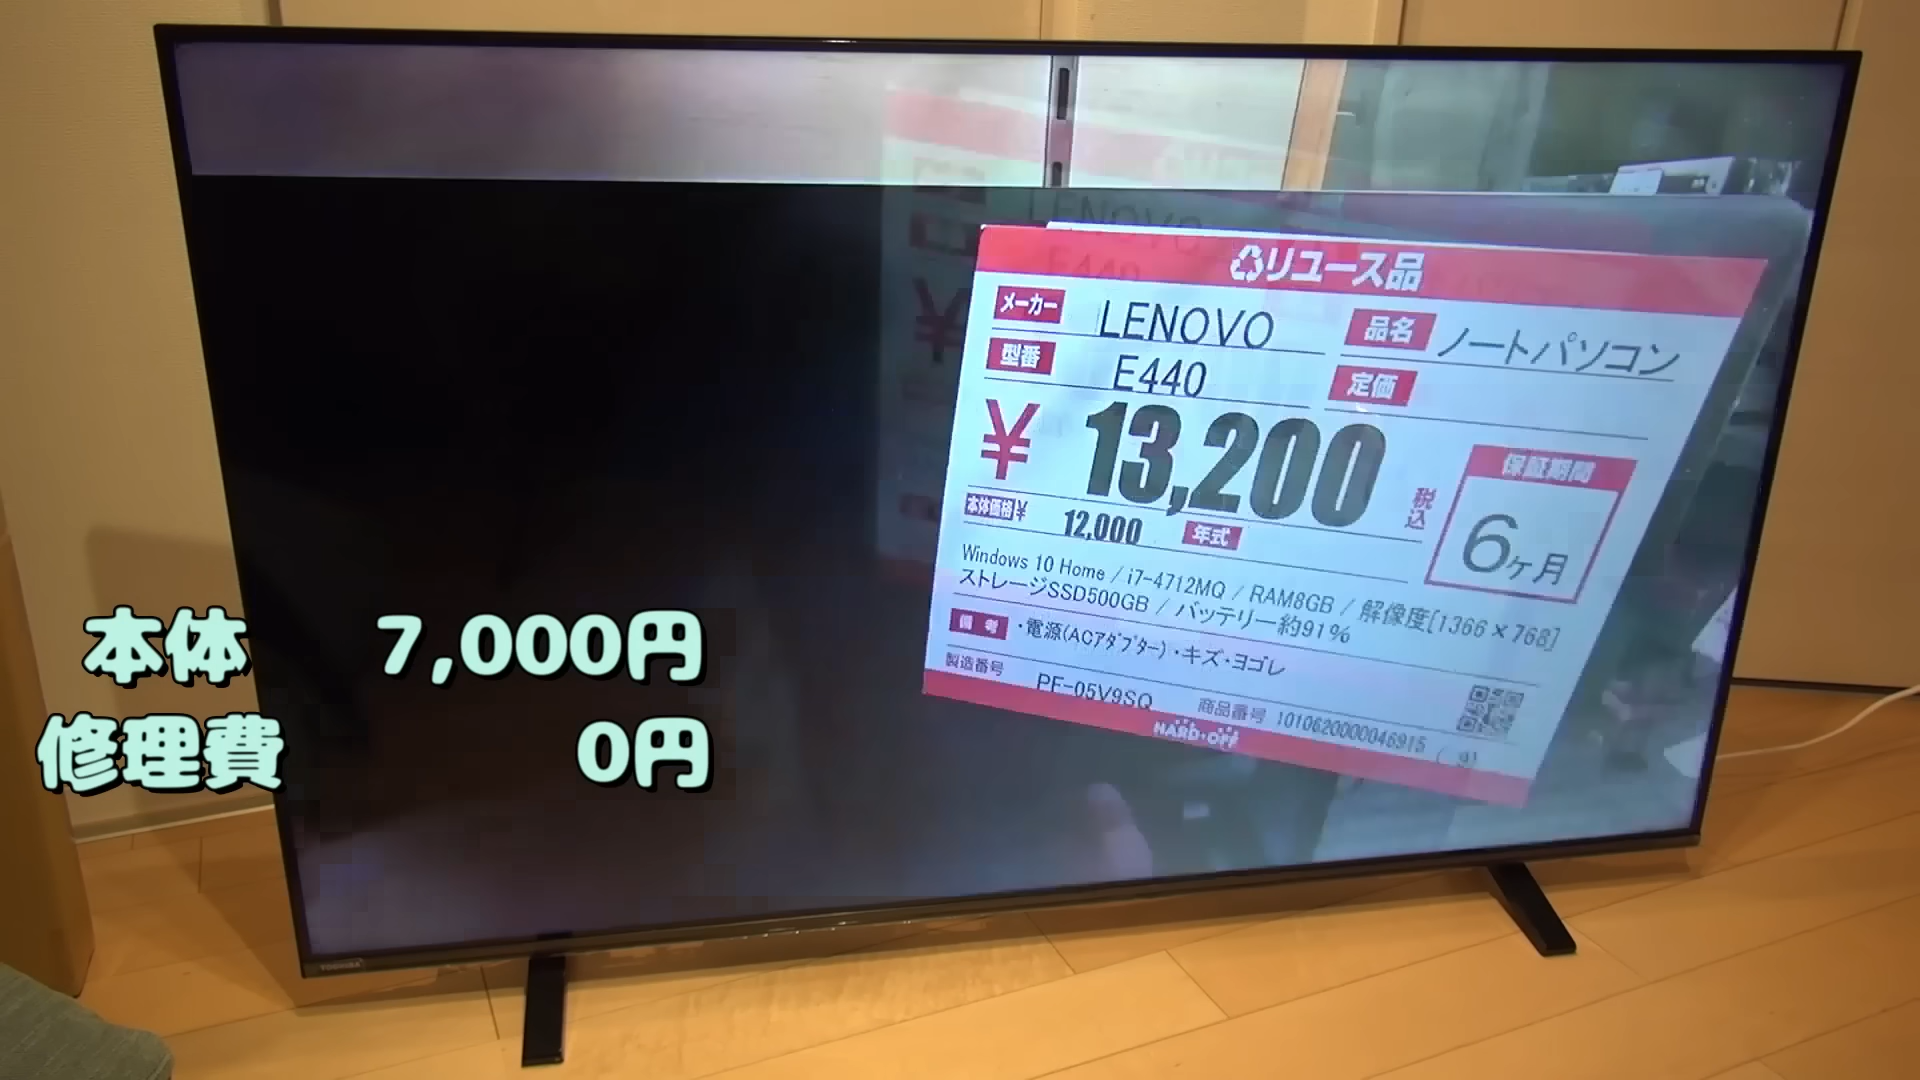 リユース品
メーカー LENOVO 品名 ノートパソコン
型番 E440 定価
¥13,200 税込
保証期間
6ヶ月
本体価格¥ 12,000 年式
Windows 10 Home / i7-4712MQ / RAM8GB / 解像度[1366×768]
ストレージSSD500GB / バッテリー約91%
備考 ・電源(ACアダプター)・キズ・ヨゴレ
製造番号 PF-05V9SQ 商品番号 1010620000046915
HARD・OFF
本体 7,000円
修理費 0円
TOSHIBA